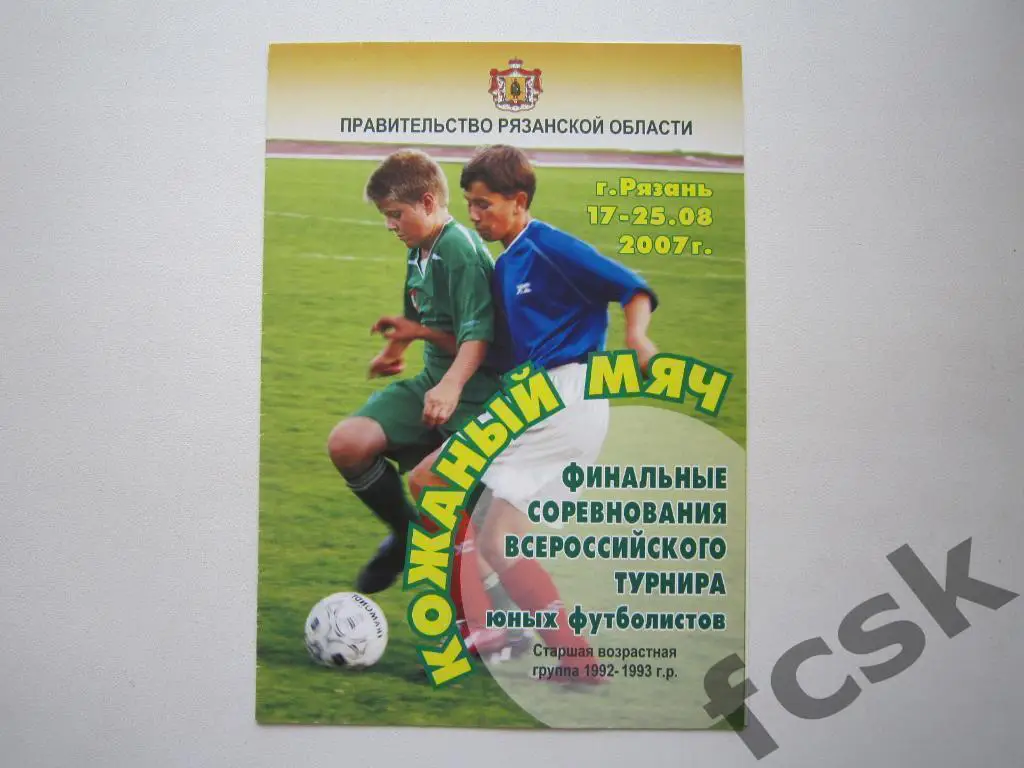 ПРАВИТЕЛЬСТВО РЯЗАНСКОЙ ОБЛАСТИ
г.Рязань
17-25.08
2007г.
КОЖАНЫЙ МЯЧ
ФИНАЛЬНЫЕ
СОРЕВНОВАНИЯ
ВСЕРОССИЙСКОГО
ТУРНИРА
юных футболистов
Старшая возрастная
группа 1992-1993 г.р.
fcsk